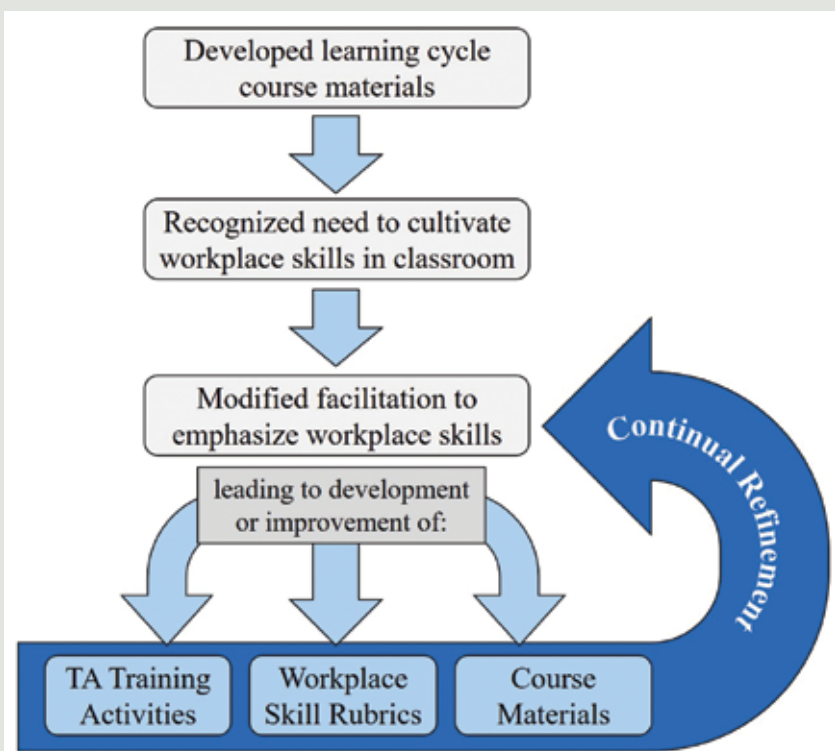 Developed learning cycle
course materials
Recognized need to cultivate
workplace skills in classroom
Modified facilitation to
emphasize workplace skills
leading to development
or improvement of:
TA Training
Activities
Workplace
Skill Rubrics
Course
Materials
Continual Refinement